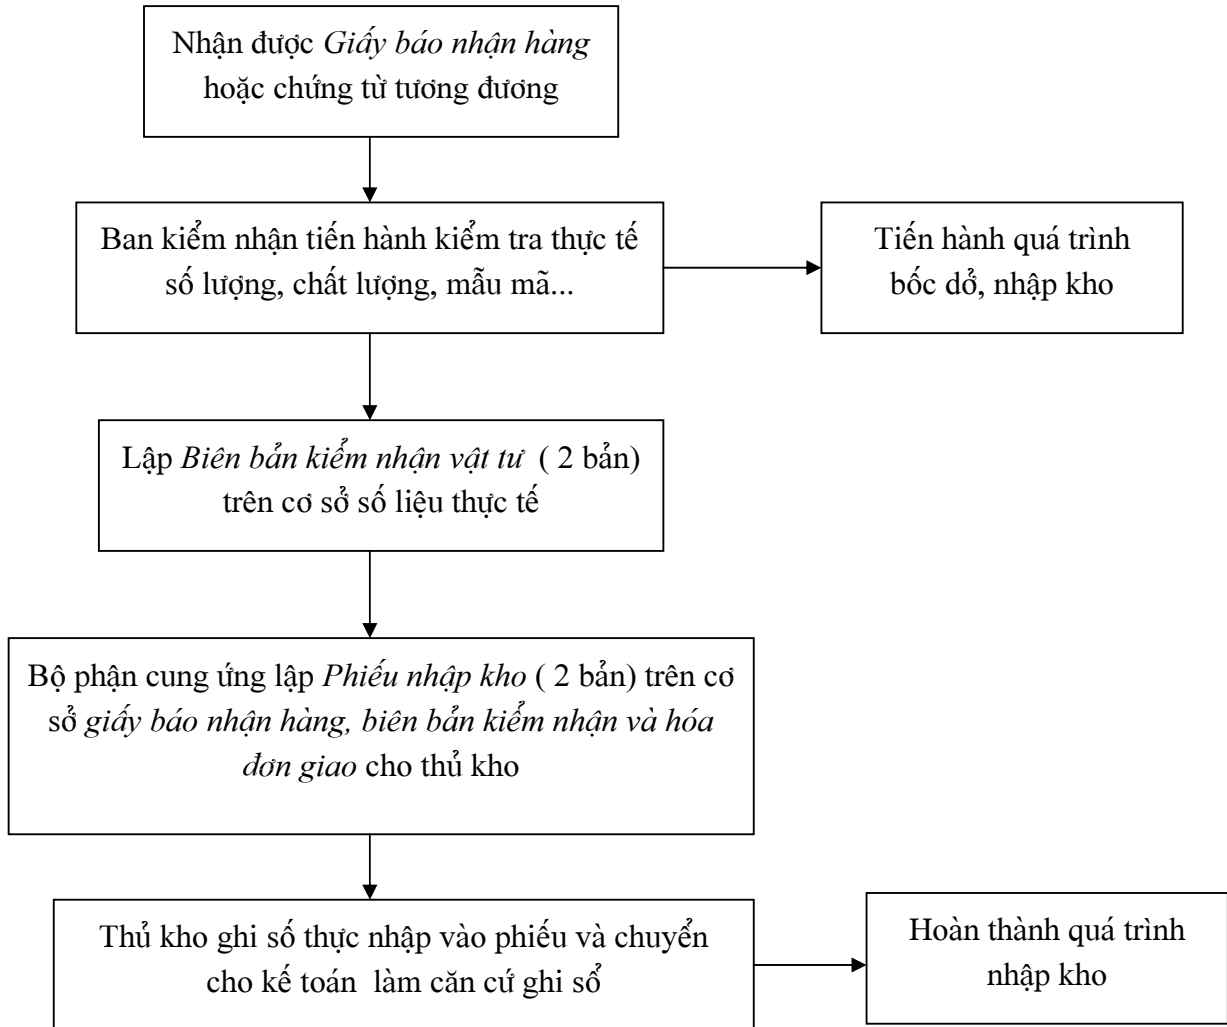 Nhận được Giấy báo nhận hàng
hoặc chứng từ tương đương
Ban kiểm nhận tiến hành kiểm tra thực tế
số lượng, chất lượng, mẫu mã...
Tiến hành quá trình
bốc dở, nhập kho
Lập Biên bản kiểm nhận vật tư ( 2 bản)
trên cơ sở số liệu thực tế
Bộ phận cung ứng lập Phiếu nhập kho ( 2 bản) trên cơ
sở giấy báo nhận hàng, biên bản kiểm nhận và hóa
đơn giao cho thủ kho
Thủ kho ghi số thực nhập vào phiếu và chuyển
cho kế toán làm căn cứ ghi sổ
Hoàn thành quá trình
nhập kho